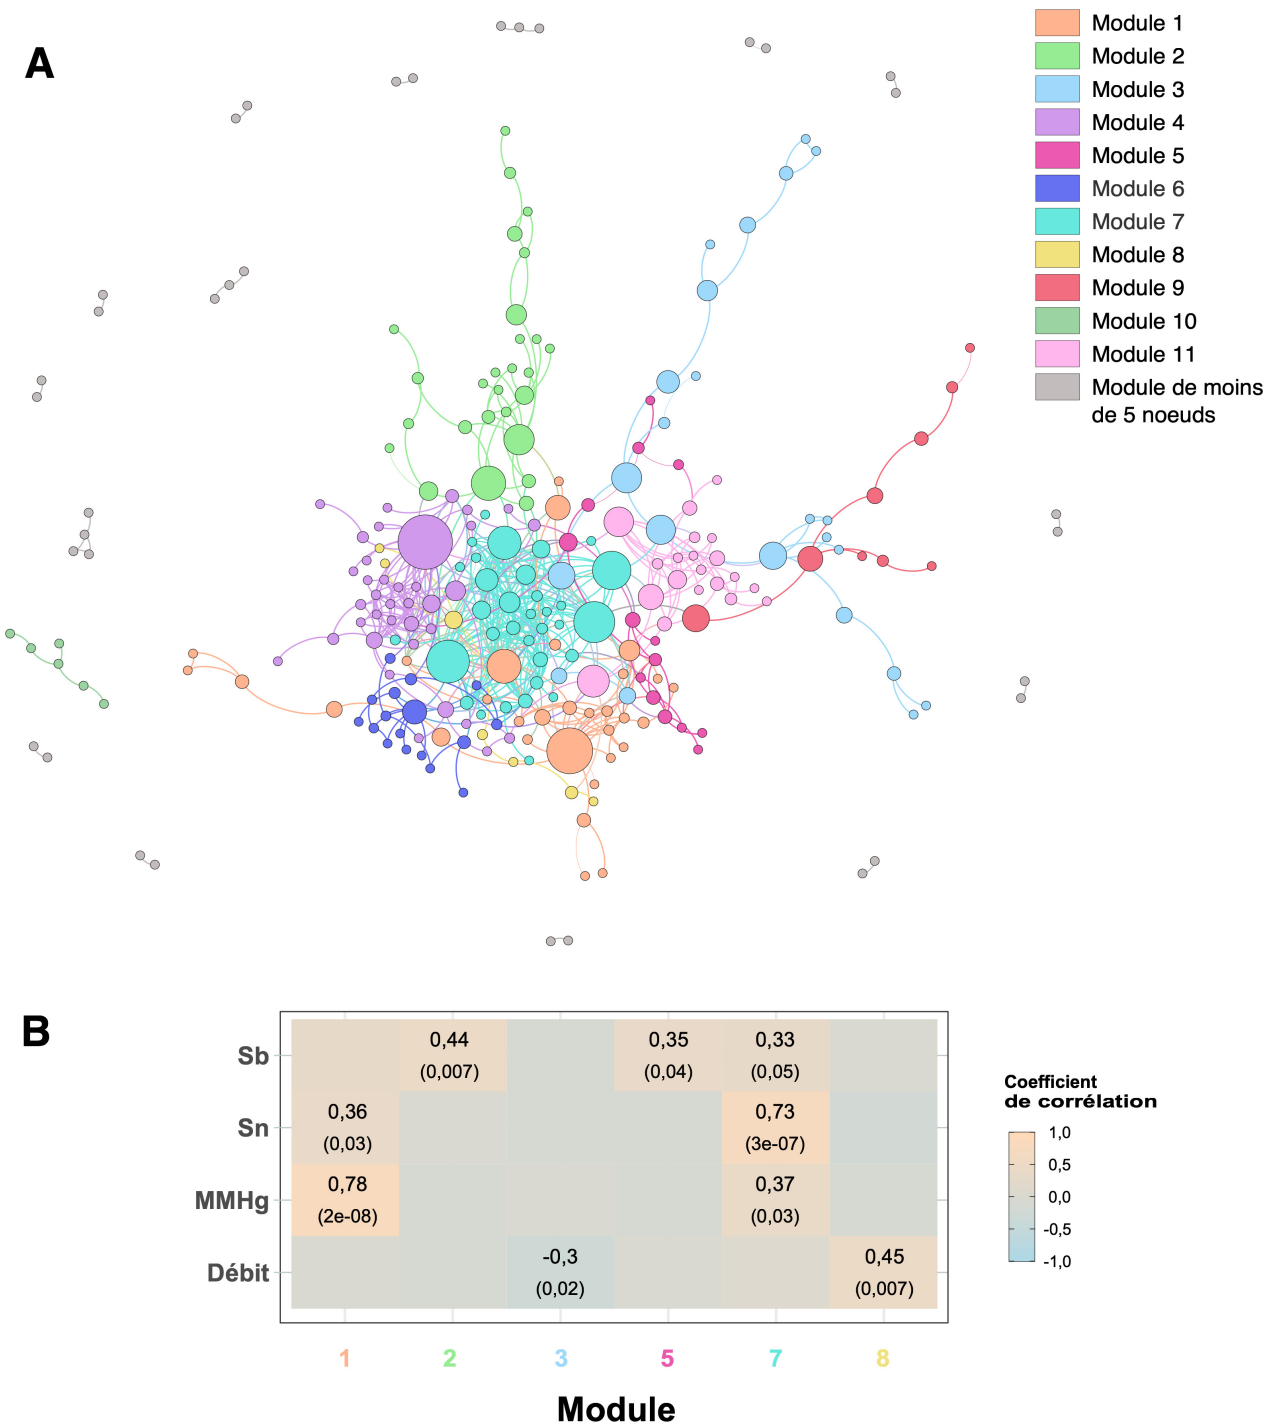 A
Module 1
Module 2
Module 3
Module 4
Module 5
Module 6
Module 7
Module 8
Module 9
Module 10
Module 11
Module de moins
de 5 noeuds
B
Sb
0,44
0,35
0,33
(0,007)
(0,04)
(0,05)
Sn
0,36
0,73
(0,03)
(3e-07)
MMHg
0,78
0,37
(2e-08)
(0,03)
Débit
-0,3
0,45
(0,02)
(0,007)
1 2 3 5 7 8
Module
Coefficient
de corrélation
1,0
0,5
0,0
-0,5
-1,0